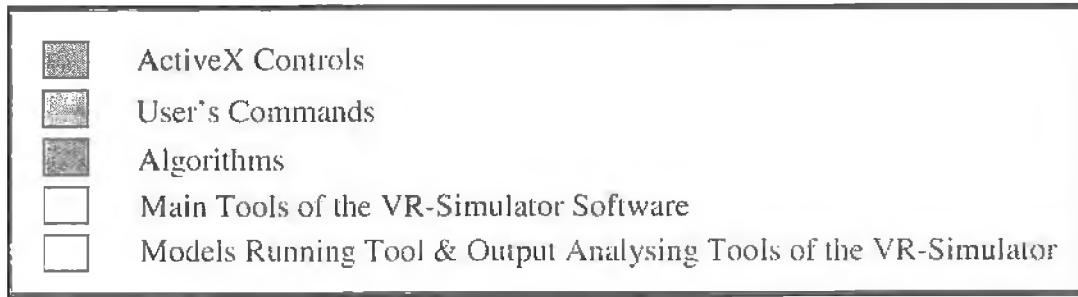 ActiveX Controls
User's Commands
Algorithms
Main Tools of the VR-Simulator Software
Models Running Tool & Output Analysing Tools of the VR-Simulator